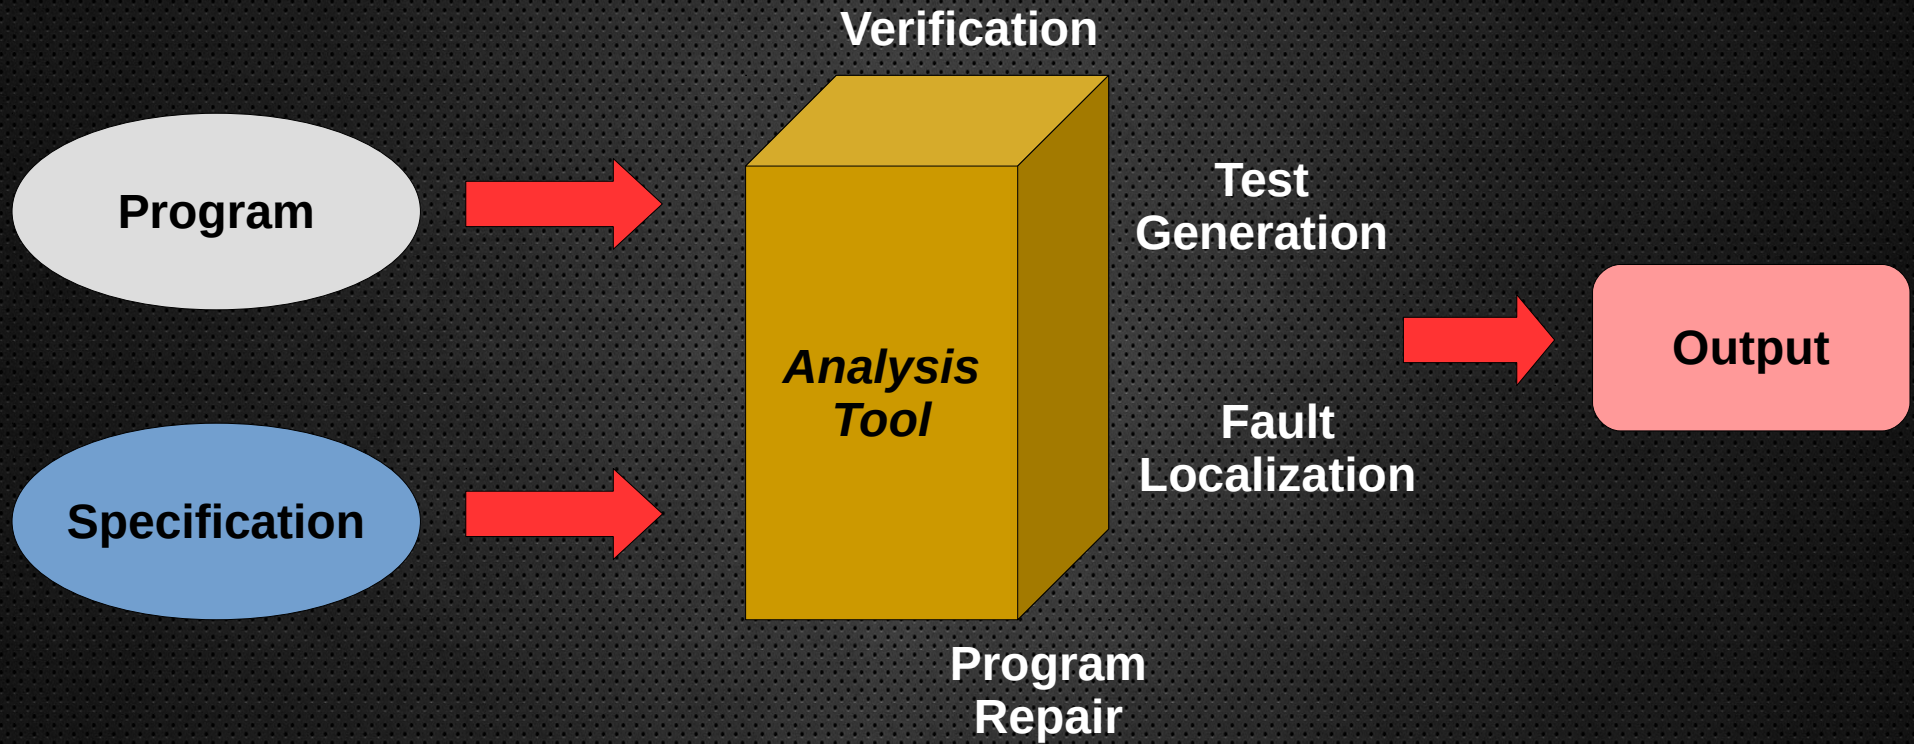 Verification
Program
Test
Generation
Analysis
Tool
Output
Fault
Localization
Specification
Program
Repair